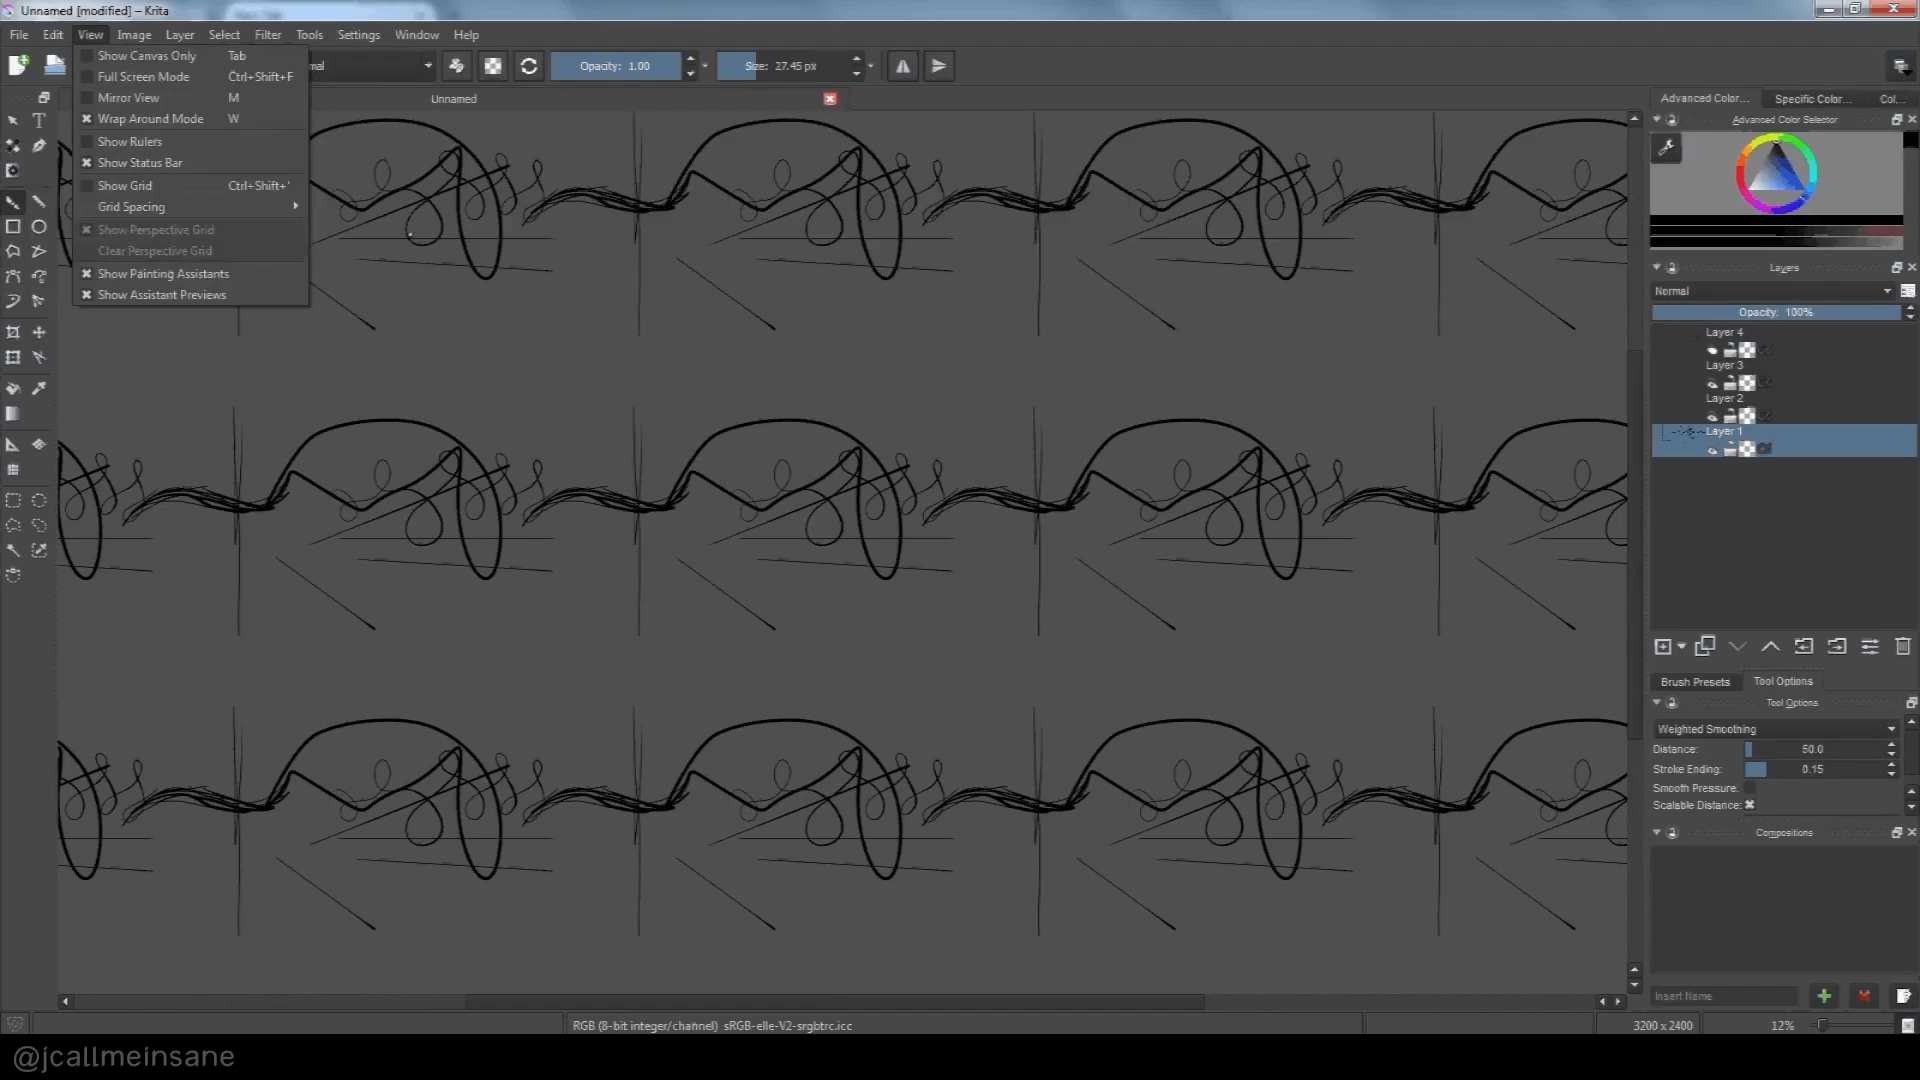 Unnamed [modified] – Krita
File Edit View Image Layer Select Filter Tools Settings Window Help
Show Canvas Only Tab
Full Screen Mode Ctrl+Shift+F
Mirror View M
Wrap Around Mode W
Show Rulers
Show Status Bar
Show Grid Ctrl+Shift+'
Grid Spacing
Show Perspective Grid
Clear Perspective Grid
Show Painting Assistants
Show Assistant Previews
Opacity: 1.00
Size: 27.45 px
Unnamed
Advanced Color... Specific Color... Col...
Advanced Color Selector
Layers
Normal
Opacity: 100%
Layer 4
Layer 3
Layer 2
Layer 1
Brush Presets Tool Options
Tool Options
Weighted Smoothing
Distance: 50.0
Stroke Ending: 0.15
Smooth Pressure:
Scalable Distance:
Compositions
Insert Name
RGB (8-bit integer/channel) sRGB-elle-V2-srgbtrc.icc
3200 x 2400
12%
@jcallmeinsane